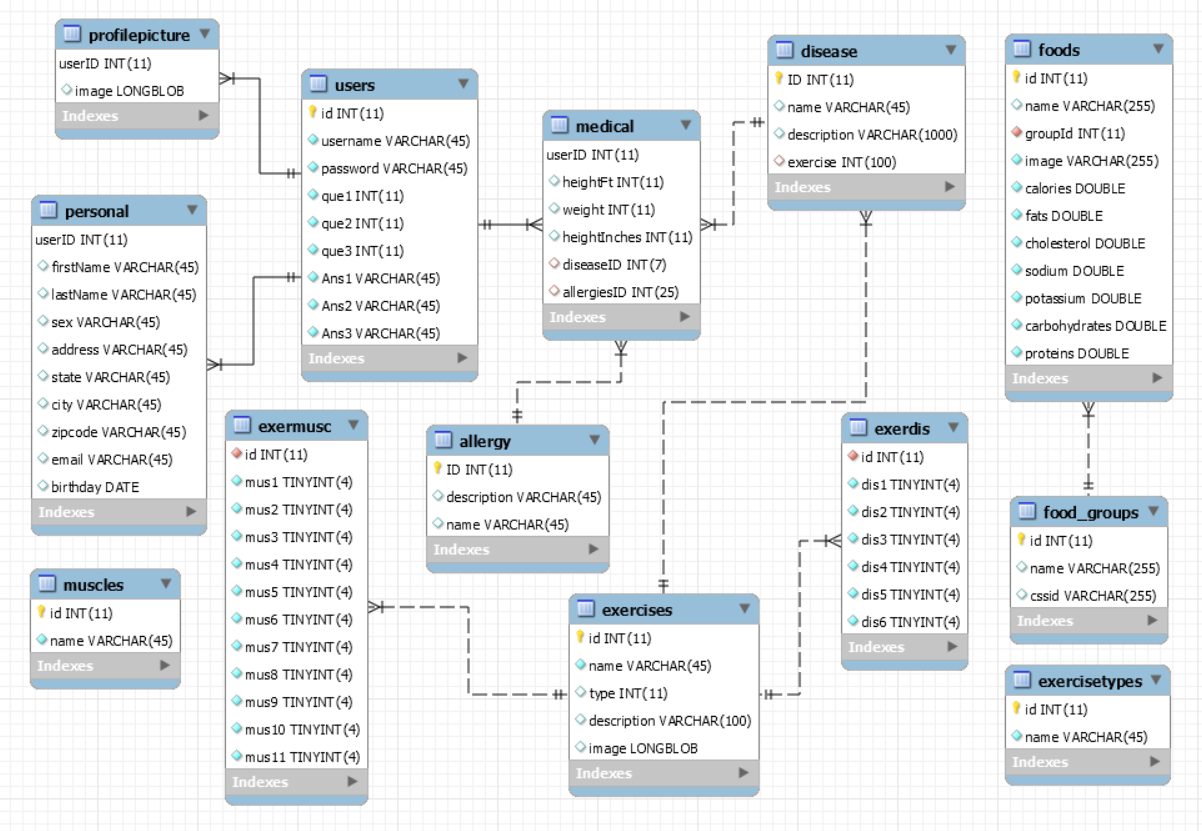 profilepicture
userID INT(11)
image LONGBLOB
Indexes
users
id INT(11)
username VARCHAR(45)
password VARCHAR(45)
que1 INT(11)
que2 INT(11)
que3 INT(11)
Ans1 VARCHAR(45)
Ans2 VARCHAR(45)
Ans3 VARCHAR(45)
Indexes
medical
userID INT(11)
heightFt INT(11)
weight INT(11)
heightInches INT(11)
diseaseID INT(7)
allergiesID INT(25)
Indexes
disease
ID INT(11)
name VARCHAR(45)
description VARCHAR(1000)
exercise INT(100)
Indexes
foods
id INT(11)
name VARCHAR(255)
groupId INT(11)
image VARCHAR(255)
calories DOUBLE
fats DOUBLE
cholesterol DOUBLE
sodium DOUBLE
potassium DOUBLE
carbohydrates DOUBLE
proteins DOUBLE
Indexes
personal
userID INT(11)
firstName VARCHAR(45)
lastName VARCHAR(45)
sex VARCHAR(45)
address VARCHAR(45)
state VARCHAR(45)
city VARCHAR(45)
zipcode VARCHAR(45)
email VARCHAR(45)
birthday DATE
Indexes
exermusc
id INT(11)
mus1 TINYINT(4)
mus2 TINYINT(4)
mus3 TINYINT(4)
mus4 TINYINT(4)
mus5 TINYINT(4)
mus6 TINYINT(4)
mus7 TINYINT(4)
mus8 TINYINT(4)
mus9 TINYINT(4)
mus10 TINYINT(4)
mus11 TINYINT(4)
Indexes
allergy
ID INT(11)
description VARCHAR(45)
name VARCHAR(45)
Indexes
exerdis
id INT(11)
dis1 TINYINT(4)
dis2 TINYINT(4)
dis3 TINYINT(4)
dis4 TINYINT(4)
dis5 TINYINT(4)
dis6 TINYINT(4)
Indexes
food_groups
id INT(11)
name VARCHAR(255)
cssid VARCHAR(255)
Indexes
muscles
id INT(11)
name VARCHAR(45)
Indexes
exercises
id INT(11)
name VARCHAR(45)
type INT(11)
description VARCHAR(100)
image LONGBLOB
Indexes
exercisetypes
id INT(11)
name VARCHAR(45)
Indexes